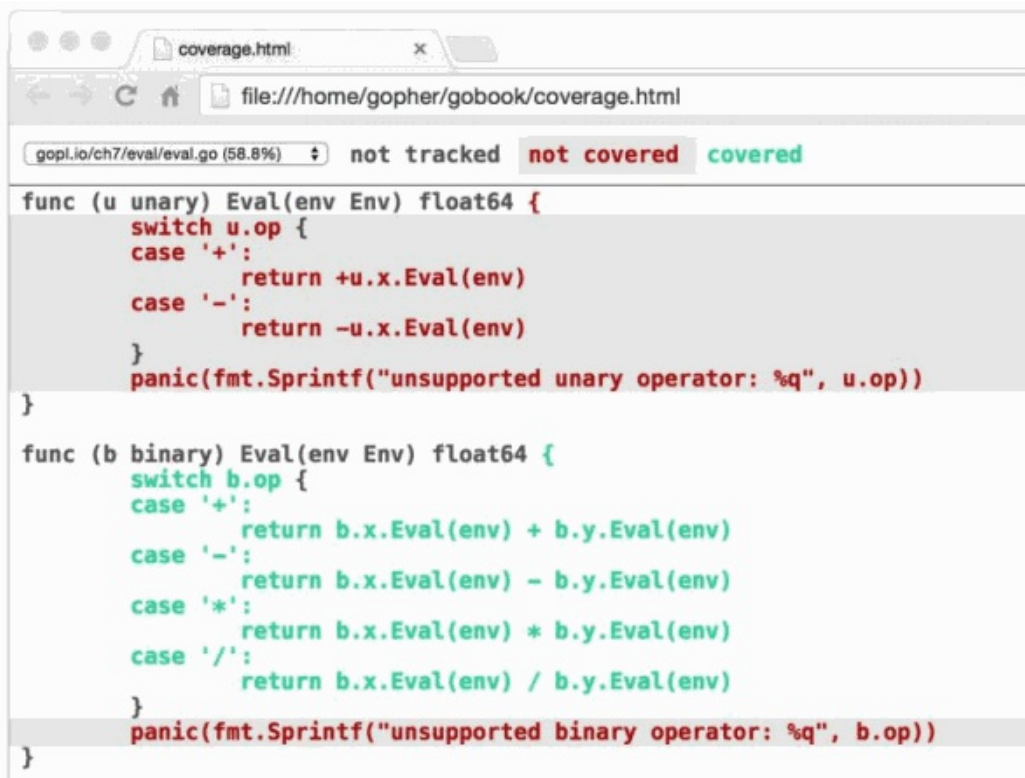 coverage.html
file:///home/gopher/gobook/coverage.html
gopl.io/ch7/eval/eval.go (58.8%) not tracked not covered covered
func (u unary) Eval(env Env) float64 {
        switch u.op {
        case '+':
                return +u.x.Eval(env)
        case '-':
                return -u.x.Eval(env)
        }
        panic(fmt.Sprintf("unsupported unary operator: %q", u.op))
}
func (b binary) Eval(env Env) float64 {
        switch b.op {
        case '+':
                return b.x.Eval(env) + b.y.Eval(env)
        case '-':
                return b.x.Eval(env) - b.y.Eval(env)
        case '*':
                return b.x.Eval(env) * b.y.Eval(env)
        case '/':
                return b.x.Eval(env) / b.y.Eval(env)
        }
        panic(fmt.Sprintf("unsupported binary operator: %q", b.op))
}